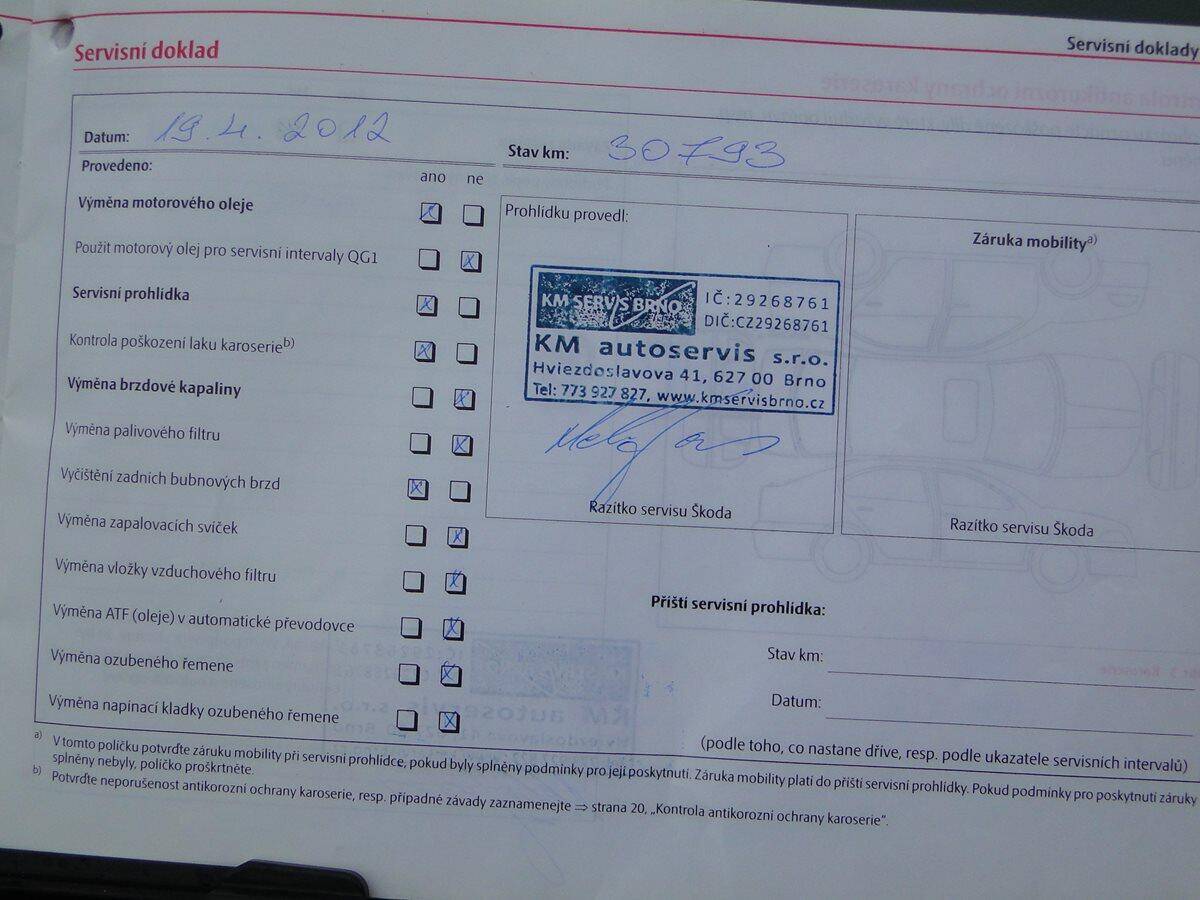 Servisní doklady
Servisní doklad
Datum: 19.4. 2012
Stav km: 30793
Provedeno:
ano ne
Výměna motorového oleje
Použit motorový olej pro servisní intervaly QG1
Servisní prohlídka
Kontrola poškození laku karoserieb)
Výměna brzdové kapaliny
Výměna palivového filtru
Vyčištění zadních bubnových brzd
Výměna zapalovacích svíček
Výměna vložky vzduchového filtru
Výměna ATF (oleje) v automatické převodovce
Výměna ozubeného řemene
Výměna napínací kladky ozubeného řemene
Prohlídku provedl:
KM SERVIS BRNO
IČ:29268761
DIČ:CZ29268761
KM autoservis s.r.o.
Hviezdoslavova 41, 627 00 Brno
Tel: 773 927 827, www.kmservisbrno.cz
Razítko servisu Škoda
Záruka mobilitya)
Razítko servisu Škoda
Příští servisní prohlídka:
Stav km:
Datum:
(podle toho, co nastane dříve, resp. podle ukazatele servisních intervalů)
a) V tomto políčku potvrďte záruku mobility při servisní prohlídce, pokud byly splněny podmínky pro její poskytnutí. Záruka mobility platí do příští servisní prohlídky. Pokud podmínky pro poskytnutí záruky
splněny nebyly, políčko proškrtněte.
b) Potvrďte neporušenost antikorozní ochrany karoserie, resp. případné závady zaznamenejte ⇒ strana 20, „Kontrola antikorozní ochrany karoserie“.